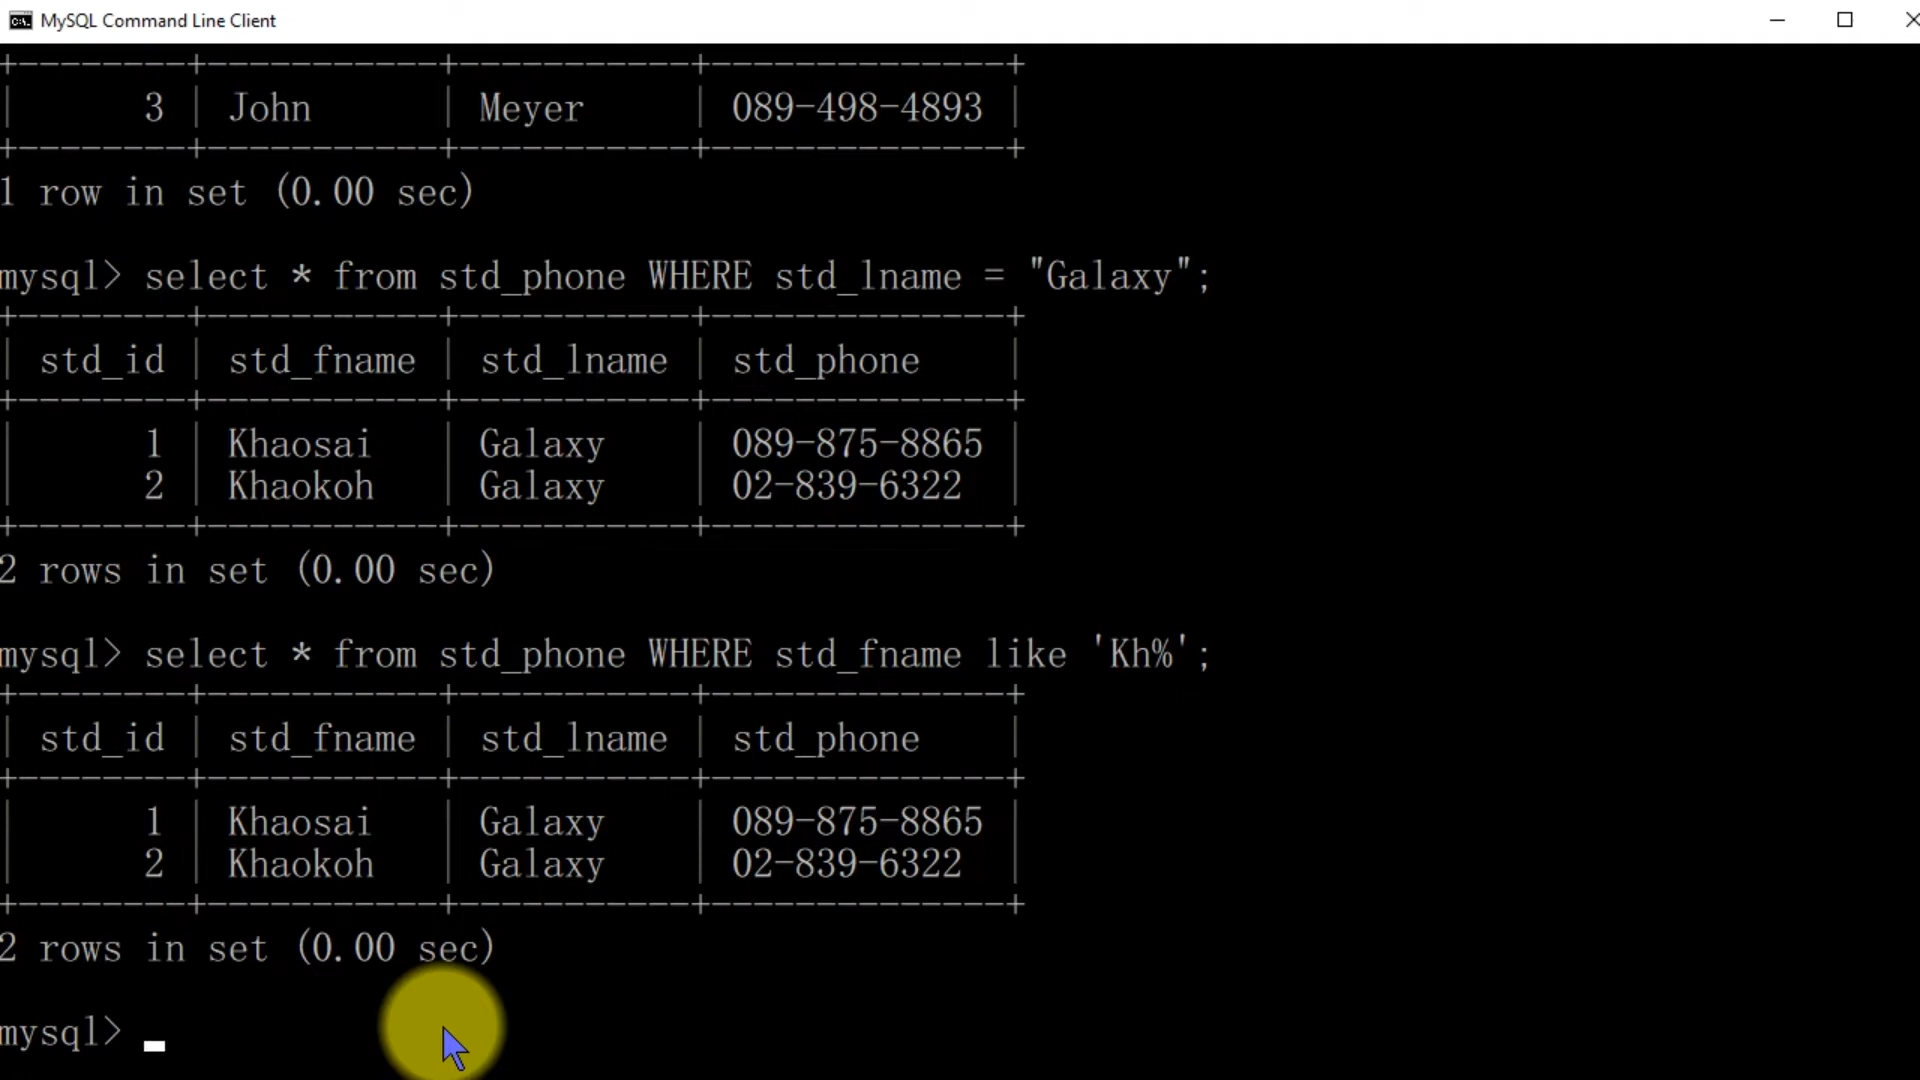 MySQL Command Line Client
+--------+------------+------------+--------------+
|      3 | John       | Meyer      | 089-498-4893 |
+--------+------------+------------+--------------+
1 row in set (0.00 sec)
mysql> select * from std_phone WHERE std_lname = "Galaxy";
+--------+------------+------------+--------------+
| std_id | std_fname  | std_lname  | std_phone    |
+--------+------------+------------+--------------+
|      1 | Khaosai    | Galaxy     | 089-875-8865 |
|      2 | Khaokoh    | Galaxy     | 02-839-6322  |
+--------+------------+------------+--------------+
2 rows in set (0.00 sec)
mysql> select * from std_phone WHERE std_fname like 'Kh%';
+--------+------------+------------+--------------+
| std_id | std_fname  | std_lname  | std_phone    |
+--------+------------+------------+--------------+
|      1 | Khaosai    | Galaxy     | 089-875-8865 |
|      2 | Khaokoh    | Galaxy     | 02-839-6322  |
+--------+------------+------------+--------------+
2 rows in set (0.00 sec)
mysql> _